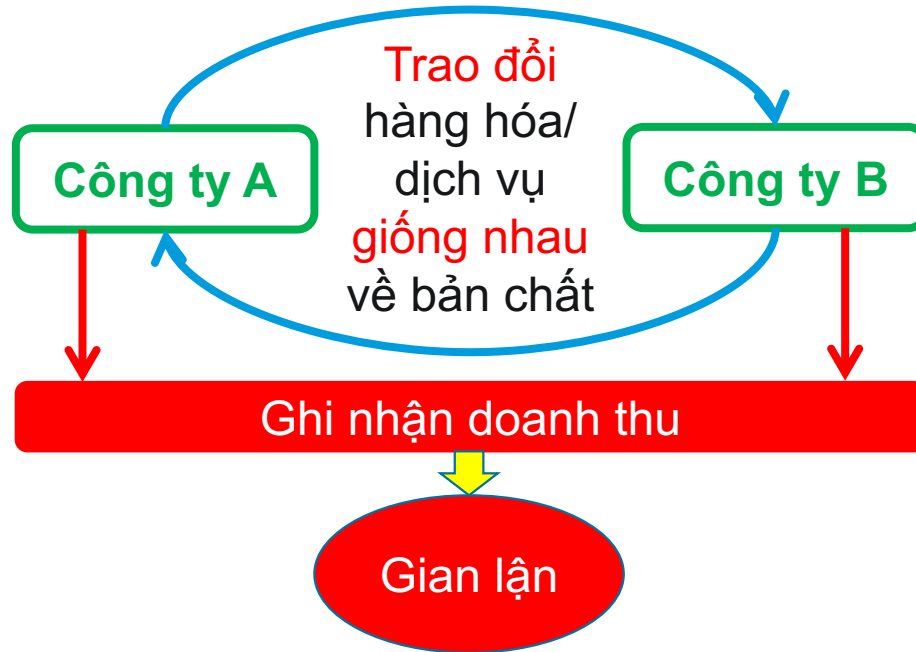 Trao đổi
hàng hóa/
dịch vụ
giống nhau
về bản chất
Công ty A
Công ty B
Ghi nhận doanh thu
Gian lận